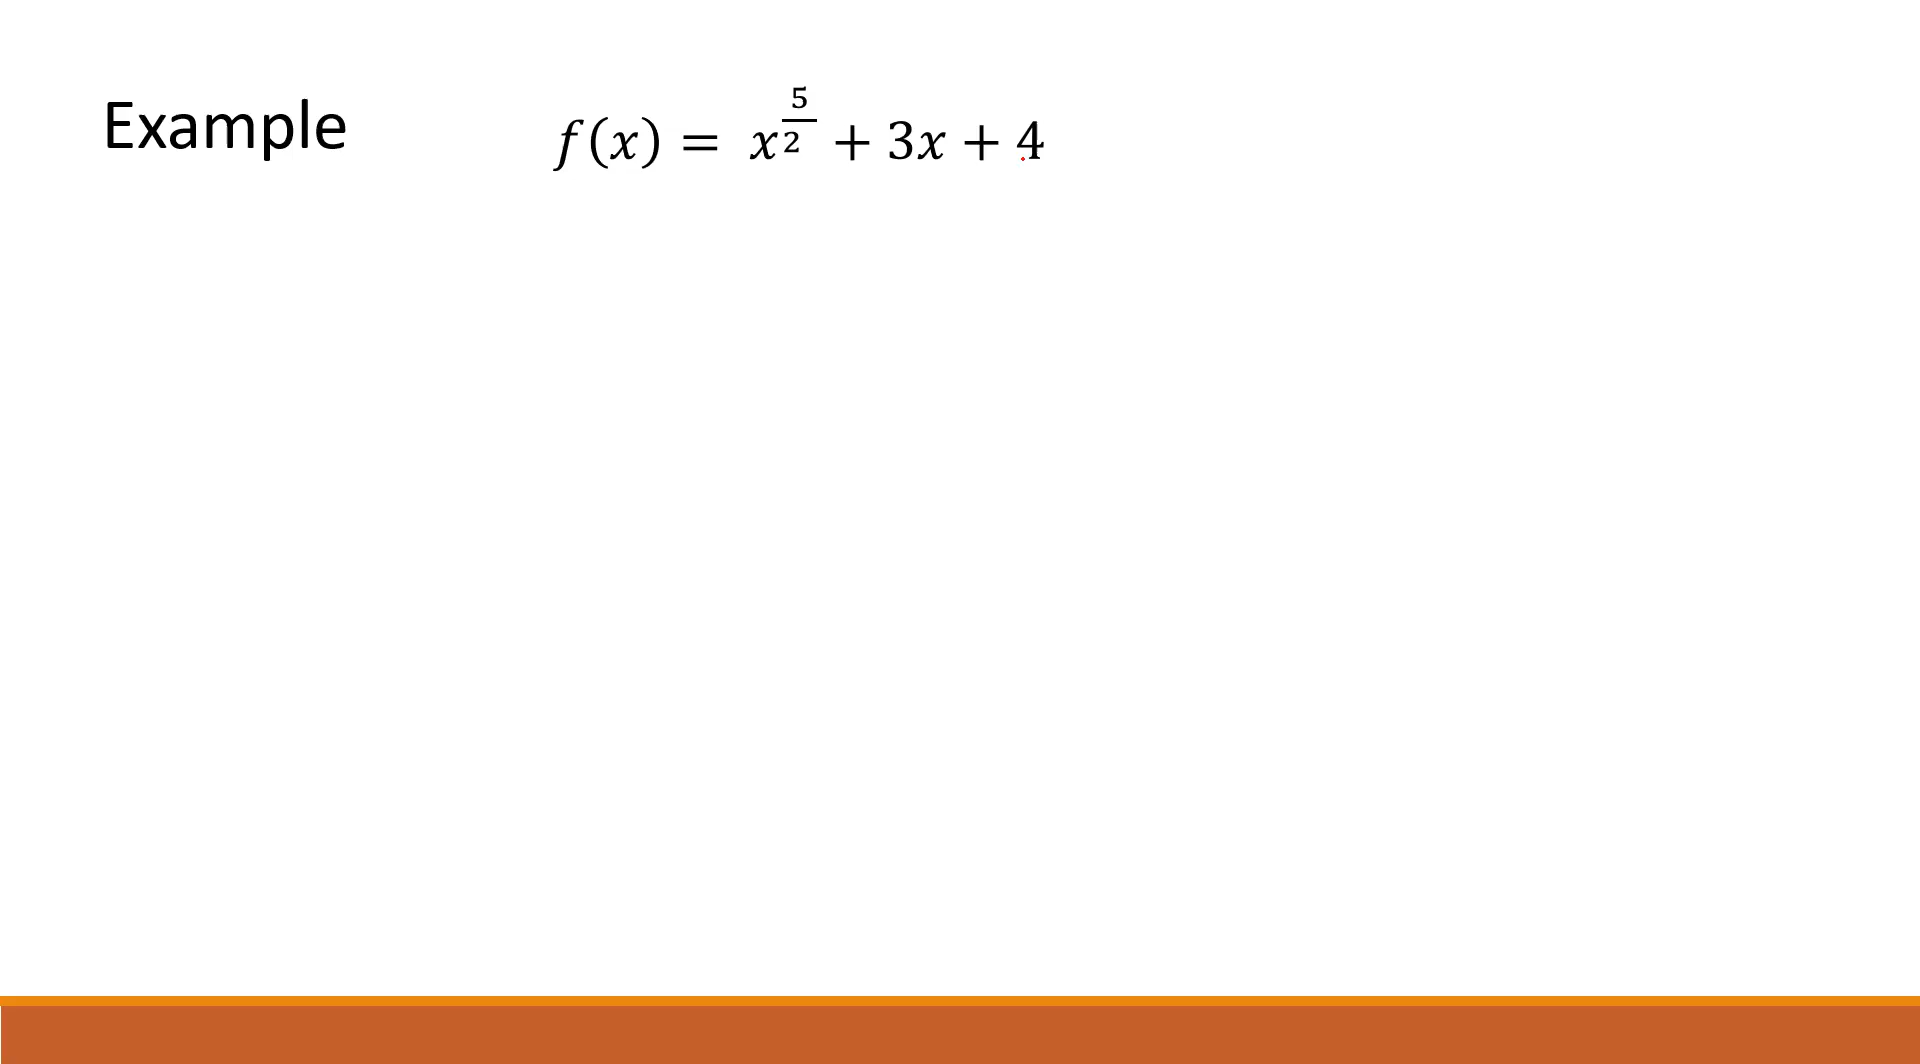 Example
f(x) = x^{5/2} + 3x + 4